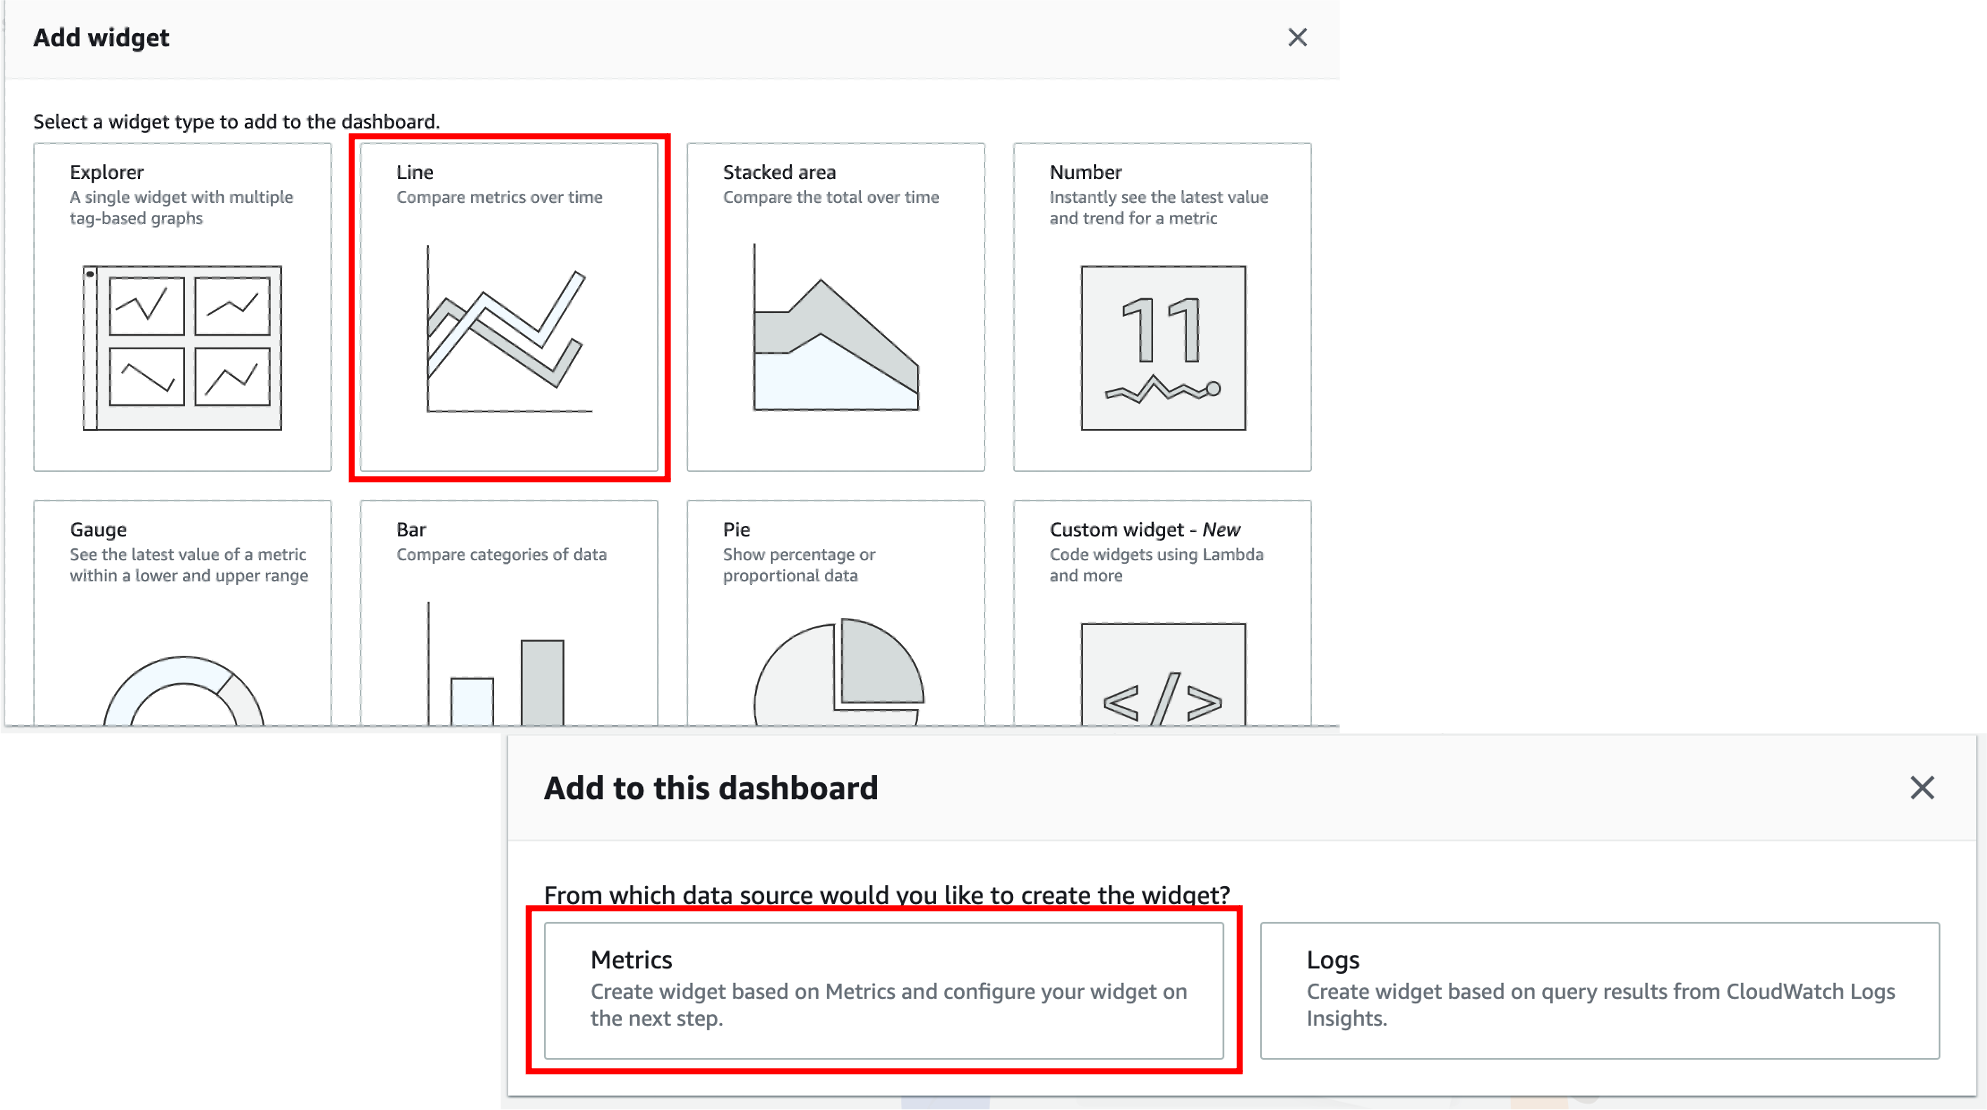 Add widget
Select a widget type to add to the dashboard.
Explorer
A single widget with multiple
tag-based graphs
Line
Compare metrics over time
Stacked area
Compare the total over time
Number
Instantly see the latest value
and trend for a metric
11
Gauge
See the latest value of a metric
within a lower and upper range
Bar
Compare categories of data
Pie
Show percentage or
proportional data
Custom widget - New
Code widgets using Lambda
and more
</>
Add to this dashboard
From which data source would you like to create the widget?
Metrics
Create widget based on Metrics and configure your widget on
the next step.
Logs
Create widget based on query results from CloudWatch Logs
Insights.